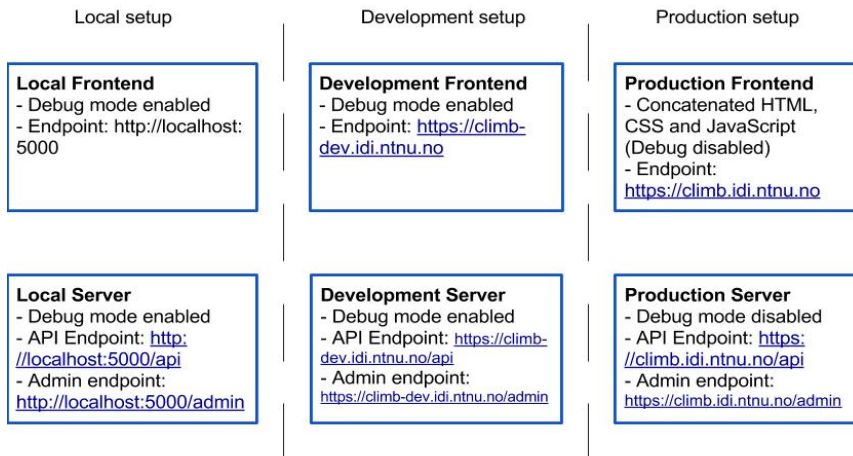 Local setup
Development setup
Production setup
Local Frontend
- Debug mode enabled
- Endpoint: http://localhost:
5000
Development Frontend
- Debug mode enabled
- Endpoint: https://climb-
dev.idi.ntnu.no
Production Frontend
- Concatenated HTML,
CSS and JavaScript
(Debug disabled)
- Endpoint:
https://climb.idi.ntnu.no
Local Server
- Debug mode enabled
- API Endpoint: http:
//localhost:5000/api
- Admin endpoint:
http://localhost:5000/admin
Development Server
- Debug mode enabled
- API Endpoint: https://climb-
dev.idi.ntnu.no/api
- Admin endpoint:
https://climb-dev.idi.ntnu.no/admin
Production Server
- Debug mode disabled
- API Endpoint: https:
//climb.idi.ntnu.no/api
- Admin endpoint:
https://climb.idi.ntnu.no/admin